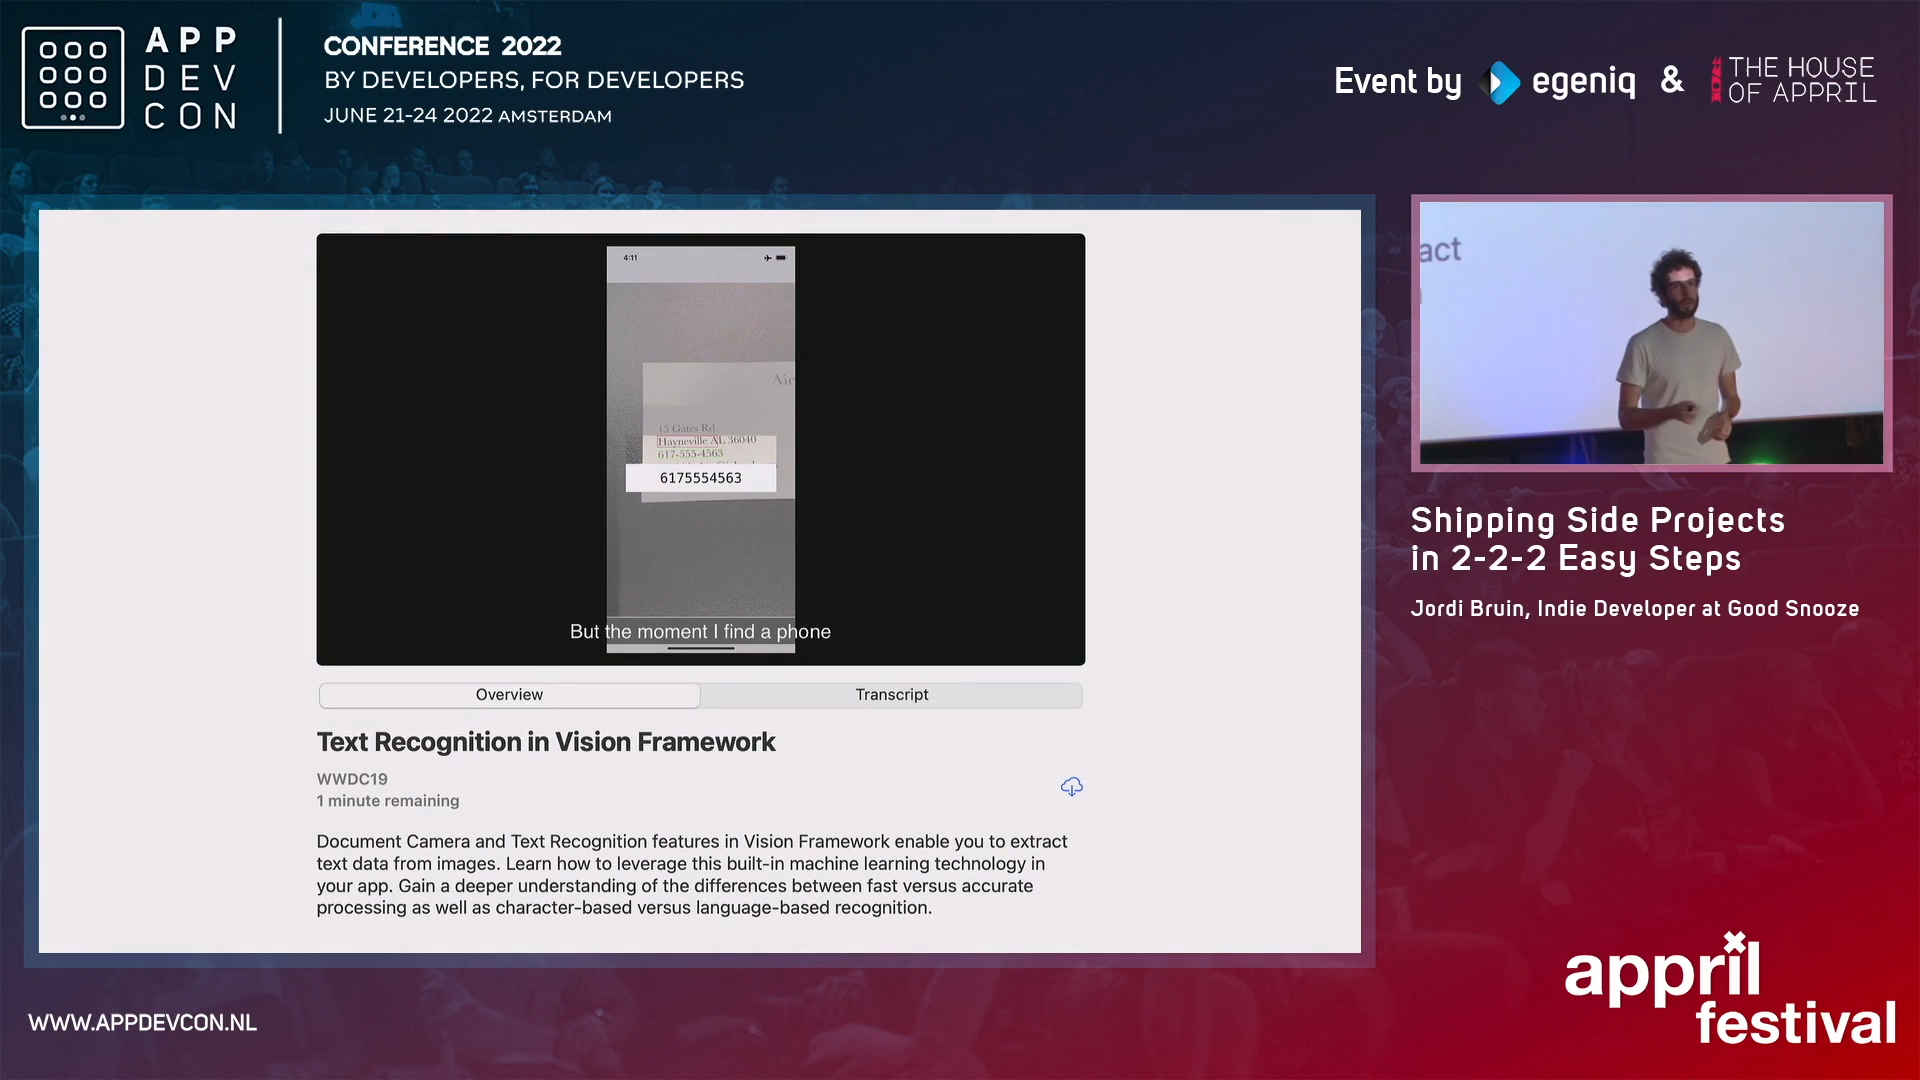 APP
DEV
CON
CONFERENCE 2022
BY DEVELOPERS, FOR DEVELOPERS
JUNE 21-24 2022 AMSTERDAM
Event by egeniq & THE HOUSE OF APPRIL
4:11
15 Gates Rd
Hayneville AL 36040
617-555-4563
6175554563
But the moment I find a phone
Overview
Transcript
Text Recognition in Vision Framework
WWDC19
1 minute remaining
Document Camera and Text Recognition features in Vision Framework enable you to extract
text data from images. Learn how to leverage this built-in machine learning technology in
your app. Gain a deeper understanding of the differences between fast versus accurate
processing as well as character-based versus language-based recognition.
act
Shipping Side Projects
in 2-2-2 Easy Steps
Jordi Bruin, Indie Developer at Good Snooze
WWW.APPDEVCON.NL
appril
festival